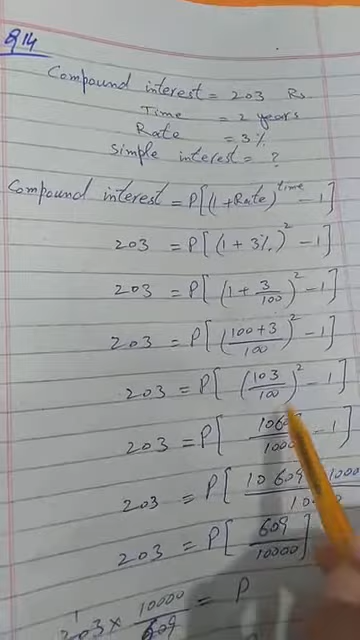 Q14
Compound interest = 203 Rs
Time = 2 years
Rate = 3%
Simple interest = ?
Compound interest = P[(1+Rate)^time - 1]
203 = P[(1 + 3%)^2 - 1]
203 = P[(1 + 3/100)^2 - 1]
203 = P[((100+3)/100)^2 - 1]
203 = P[(103/100)^2 - 1]
203 = P[ - 1]
203 = P[10609
203 = P[609/10000]
203 × 10000/609 = P